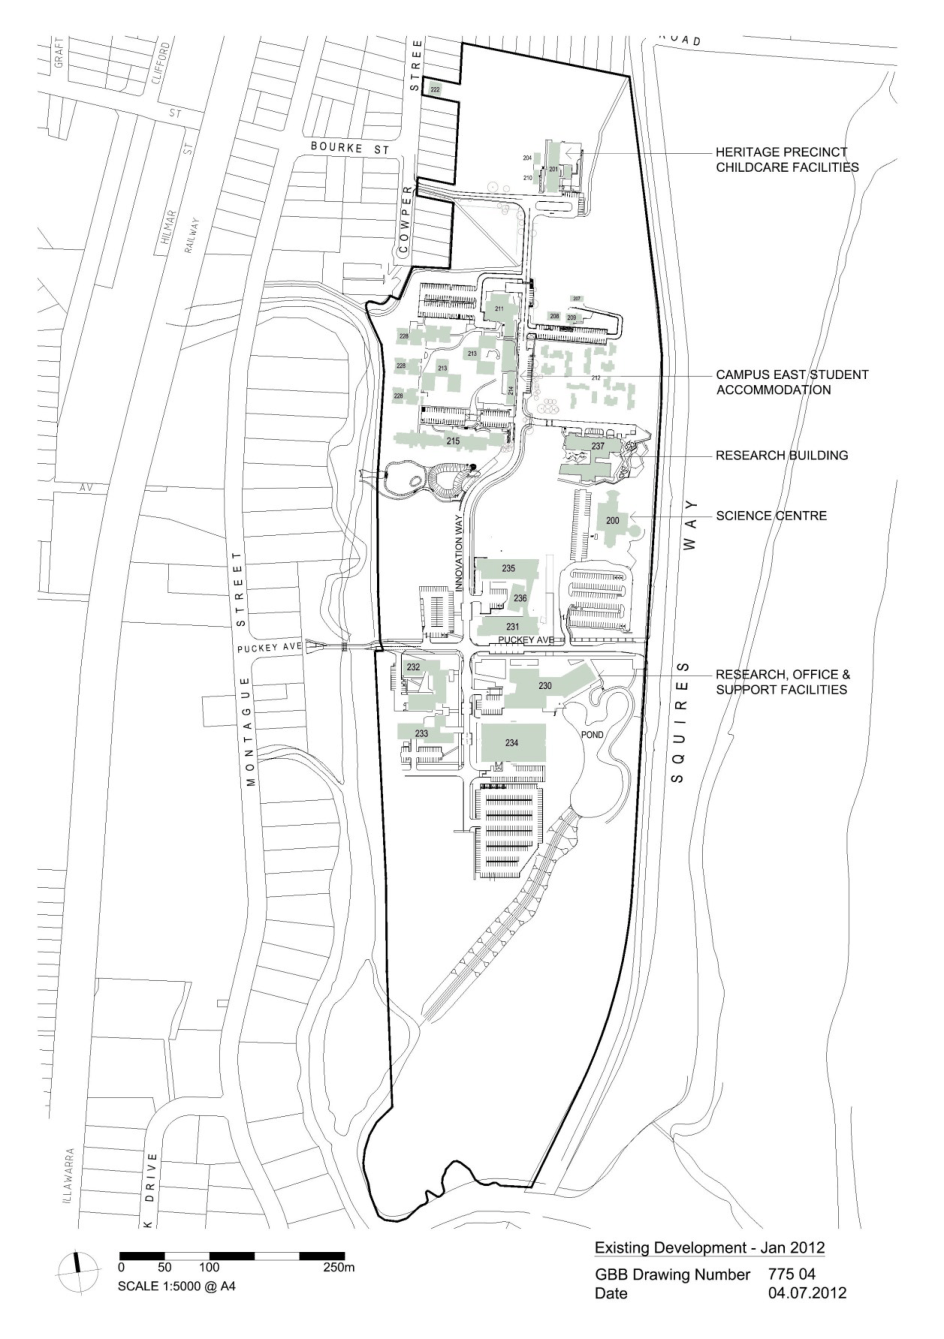 ROAD
GRAFT
CLIFFORD
ST
STREE
222
BOURKE ST
ST
HILMAR
RAILWAY
COWPER
204
210
201
HERITAGE PRECINCT
CHILDCARE FACILITIES
211
207
208
209
228
213
213
228
228
214
212
CAMPUS EAST STUDENT
ACCOMMODATION
215
237
RESEARCH BUILDING
AV
200
SCIENCE CENTRE
SQUIRES WAY
INNOVATION WAY
235
236
231
PUCKEY AVE
MONTAGUE STREET
PUCKEY AVE
232
230
RESEARCH, OFFICE &
SUPPORT FACILITIES
233
234
POND
ILLAWARRA
K DRIVE
0 50 100 250m
SCALE 1:5000 @ A4
Existing Development - Jan 2012
GBB Drawing Number 775 04
Date 04.07.2012